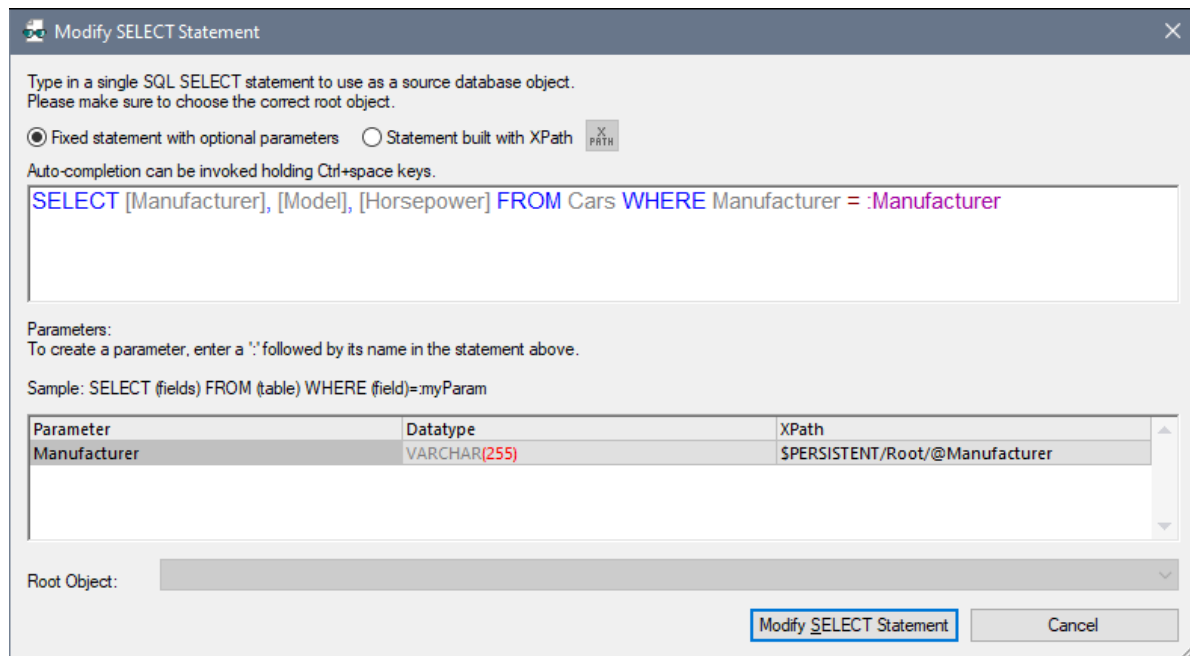 Modify SELECT Statement
Type in a single SQL SELECT statement to use as a source database object.
Please make sure to choose the correct root object.
Fixed statement with optional parameters Statement built with XPath X PATH
Auto-completion can be invoked holding Ctrl+space keys.
SELECT [Manufacturer], [Model], [Horsepower] FROM Cars WHERE Manufacturer = :Manufacturer
Parameters:
To create a parameter, enter a ':' followed by its name in the statement above.
Sample: SELECT (fields) FROM (table) WHERE (field)=:myParam
Parameter Datatype XPath
Manufacturer VARCHAR(255) $PERSISTENT/Root/@Manufacturer
Root Object:
Modify SELECT Statement Cancel